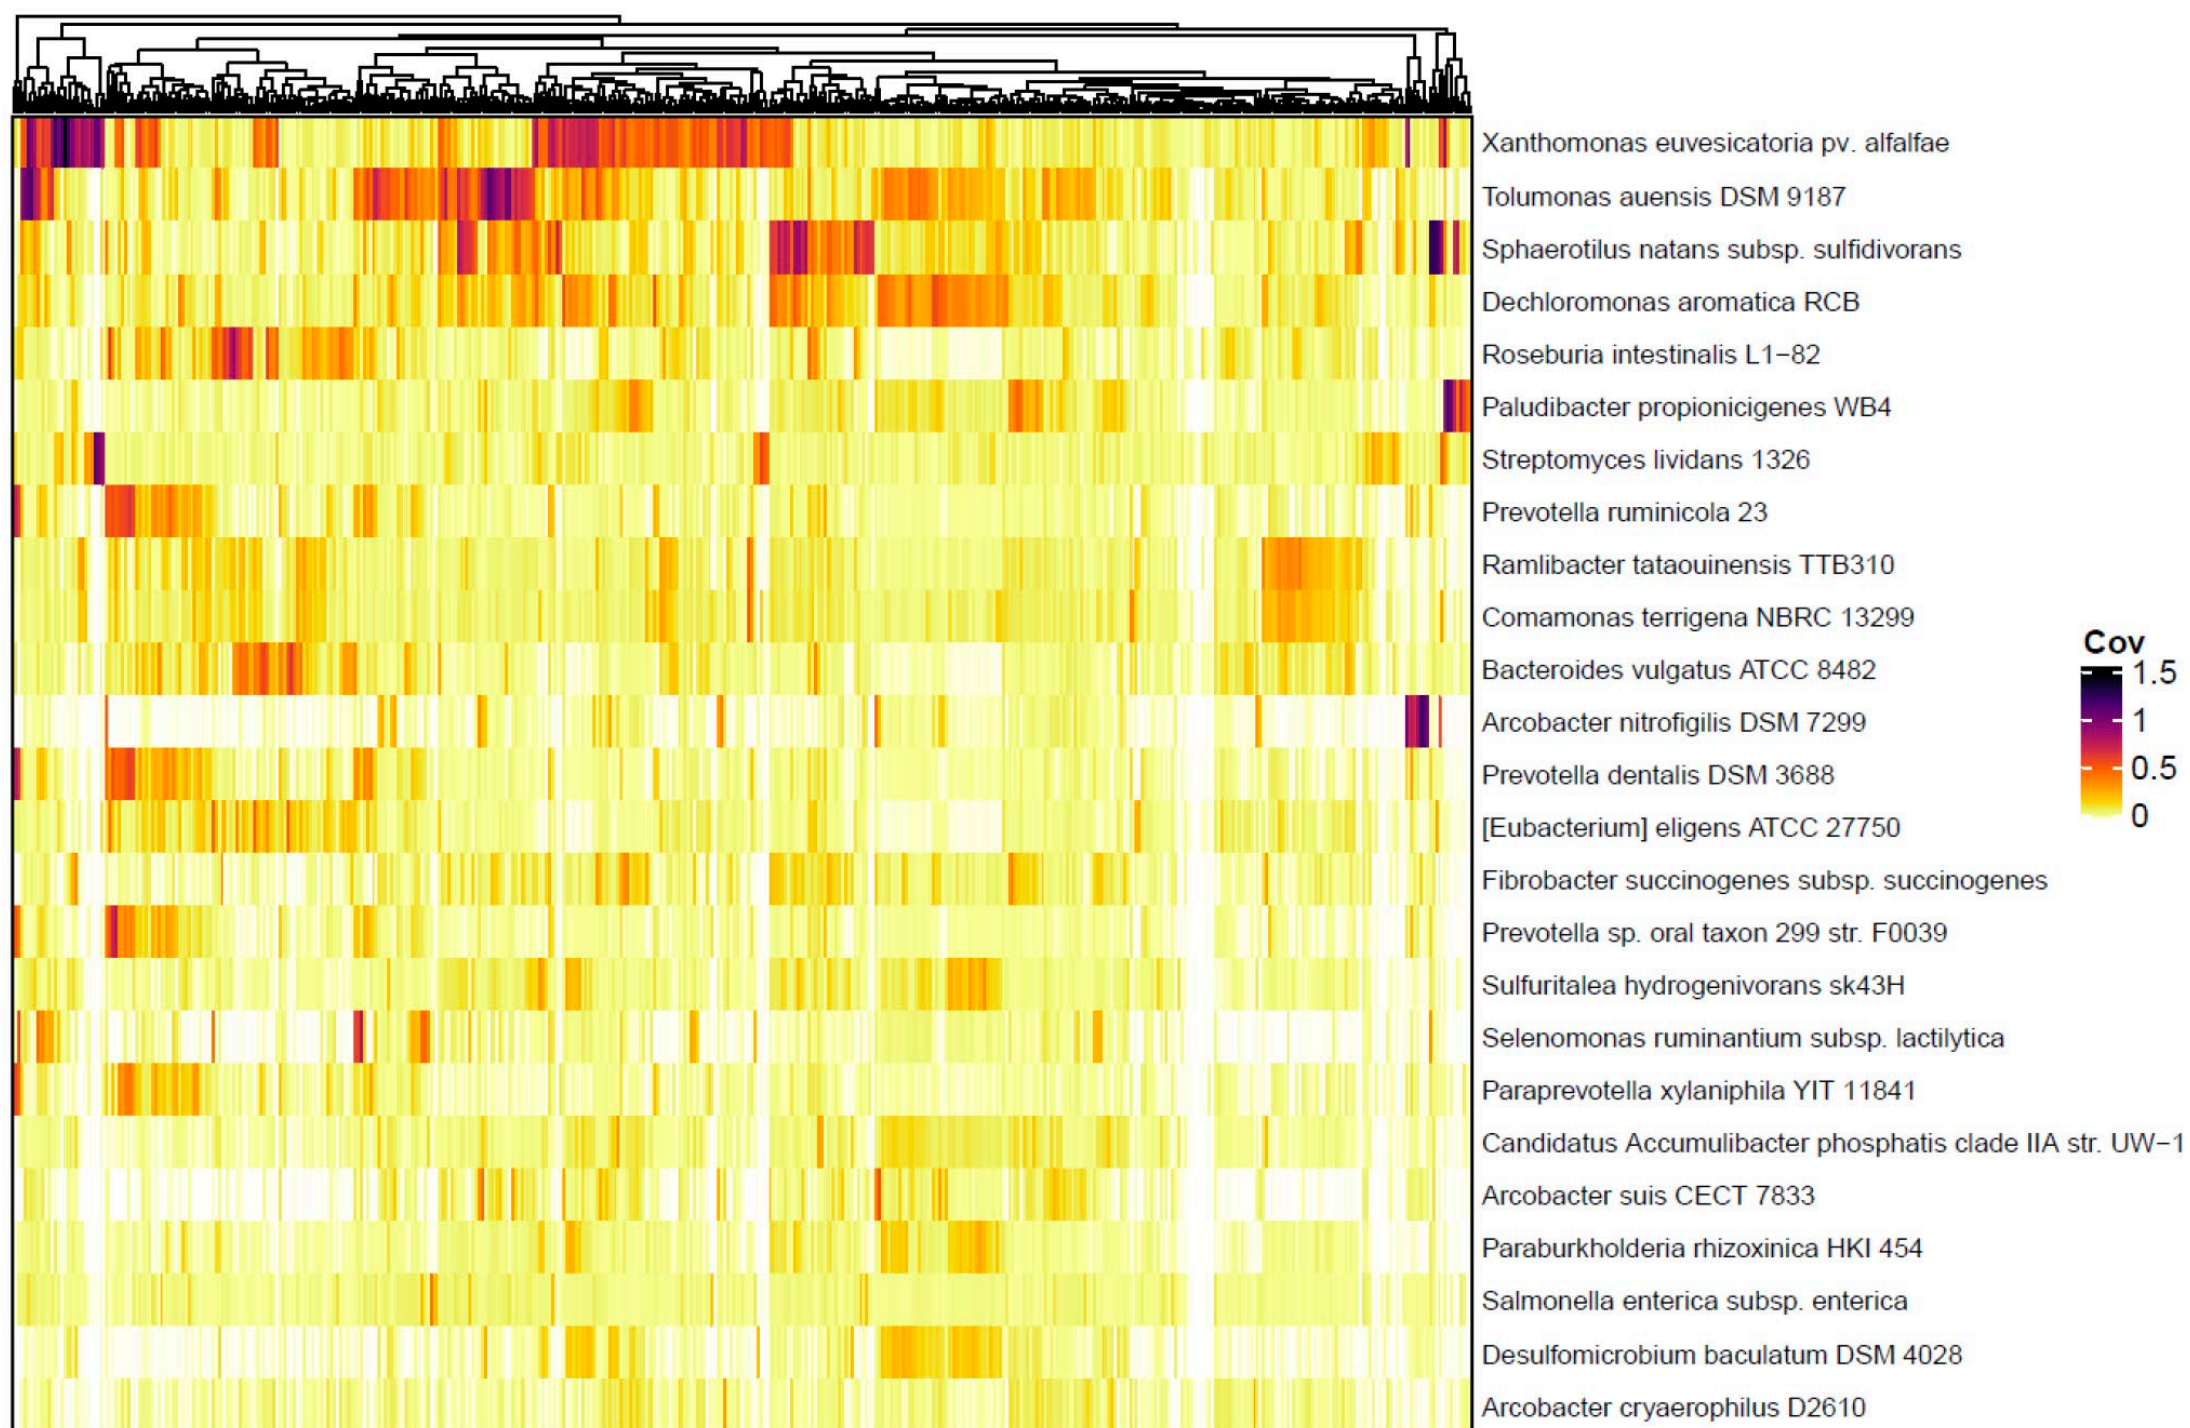 Xanthomonas euvesicatoria pv. alfalfae
Tolumonas auensis DSM 9187
Sphaerotilus natans subsp. sulfidivorans
Dechloromonas aromatica RCB
Roseburia intestinalis L1−82
Paludibacter propionicigenes WB4
Streptomyces lividans 1326
Prevotella ruminicola 23
Ramlibacter tataouinensis TTB310
Comamonas terrigena NBRC 13299
Bacteroides vulgatus ATCC 8482
Arcobacter nitrofigilis DSM 7299
Prevotella dentalis DSM 3688
[Eubacterium] eligens ATCC 27750
Fibrobacter succinogenes subsp. succinogenes
Prevotella sp. oral taxon 299 str. F0039
Sulfuritalea hydrogenivorans sk43H
Selenomonas ruminantium subsp. lactilytica
Paraprevotella xylaniphila YIT 11841
Candidatus Accumulibacter phosphatis clade IIA str. UW−1
Arcobacter suis CECT 7833
Paraburkholderia rhizoxinica HKI 454
Salmonella enterica subsp. enterica
Desulfomicrobium baculatum DSM 4028
Arcobacter cryaerophilus D2610
Cov
1.5
1
0.5
0